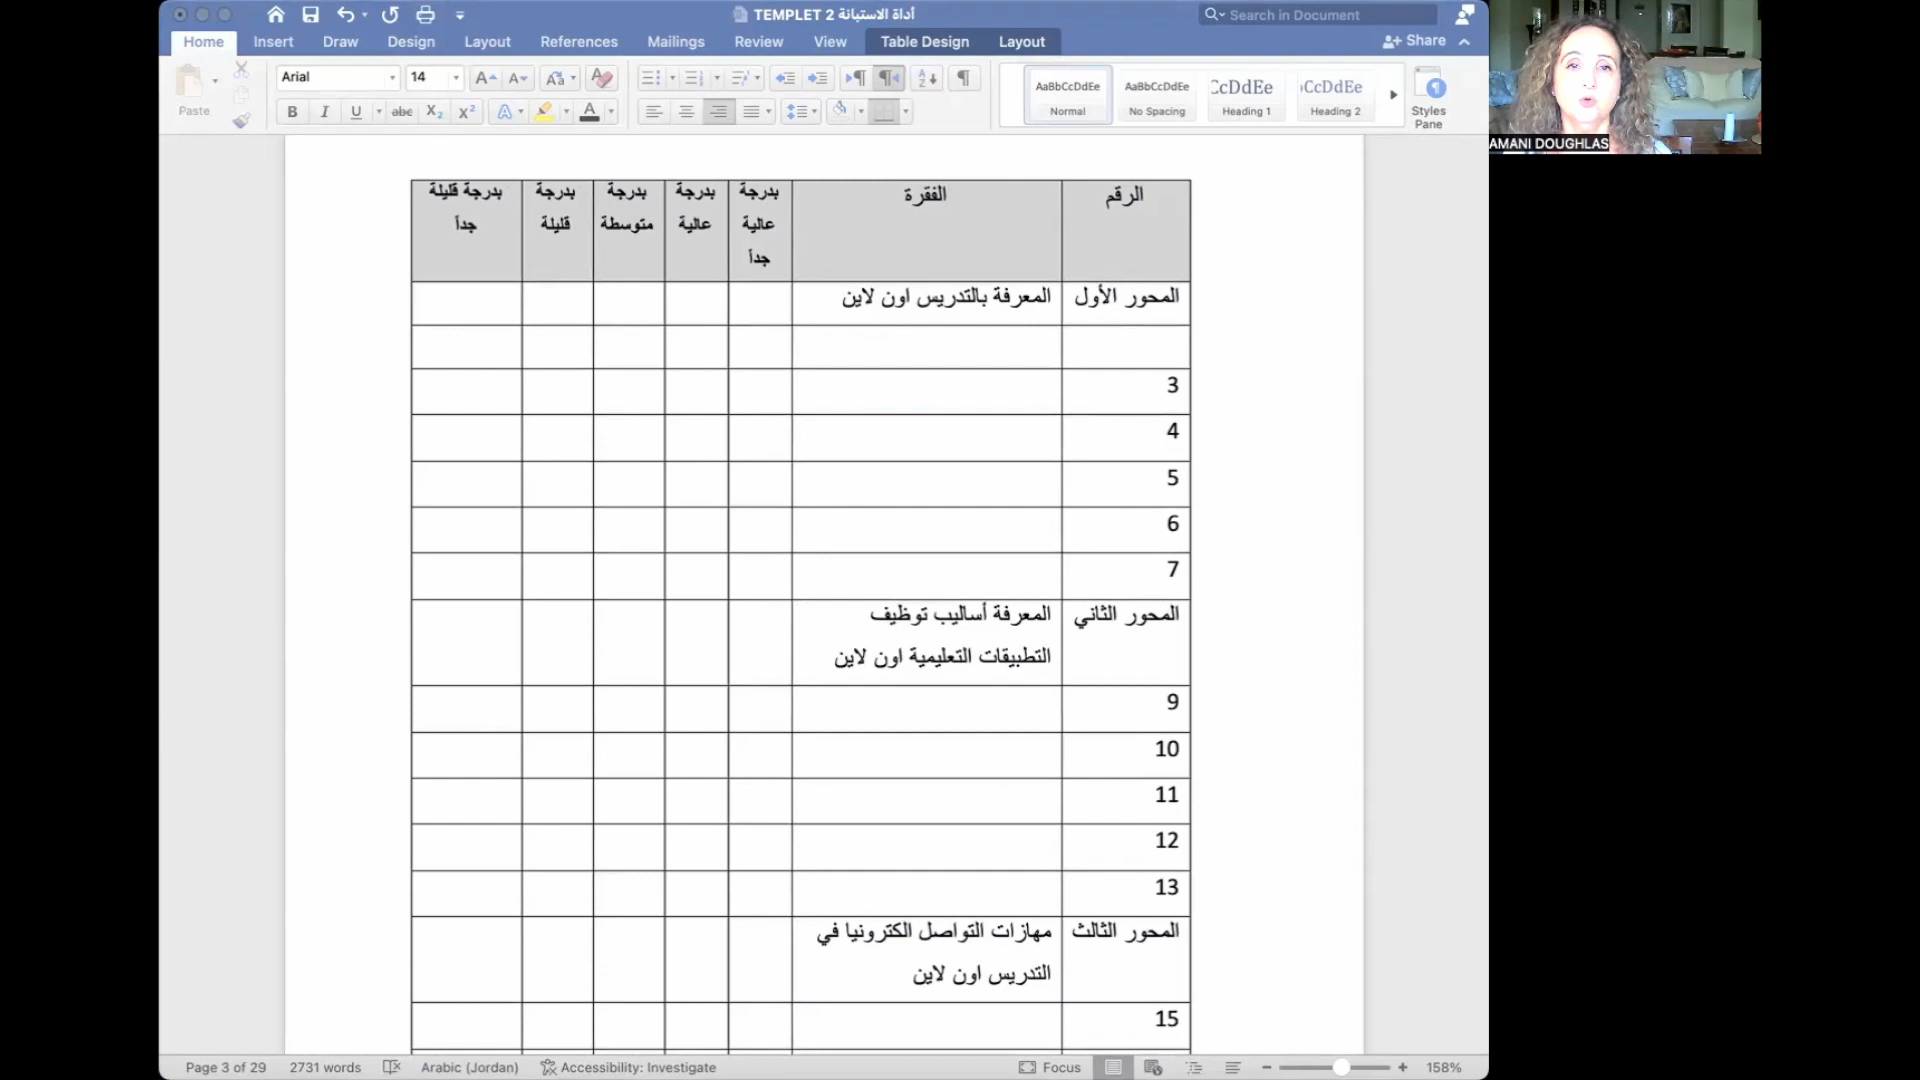 TEMPLET 2 أداة الاستبانة
Search in Document
Home Insert Draw Design Layout References Mailings Review View Table Design Layout
Share
Paste
Arial 14
AaBbCcDdEe AaBbCcDdEe CcDdEe CcDdEe
Normal No Spacing Heading 1 Heading 2
Styles
Pane
AMANI DOUGHLAS
الرقم
الفقرة
بدرجة
عالية
جداً
بدرجة
عالية
بدرجة
متوسطة
بدرجة
قليلة
بدرجة قليلة
جداً
المحور الأول المعرفة بالتدريس اون لاين
3
4
5
6
7
المحور الثاني المعرفة أساليب توظيف
التطبيقات التعليمية اون لاين
9
10
11
12
13
المحور الثالث مهازات التواصل الكترونيا في
التدريس اون لاين
15
Page 3 of 29 2731 words Arabic (Jordan) Accessibility: Investigate Focus 158%